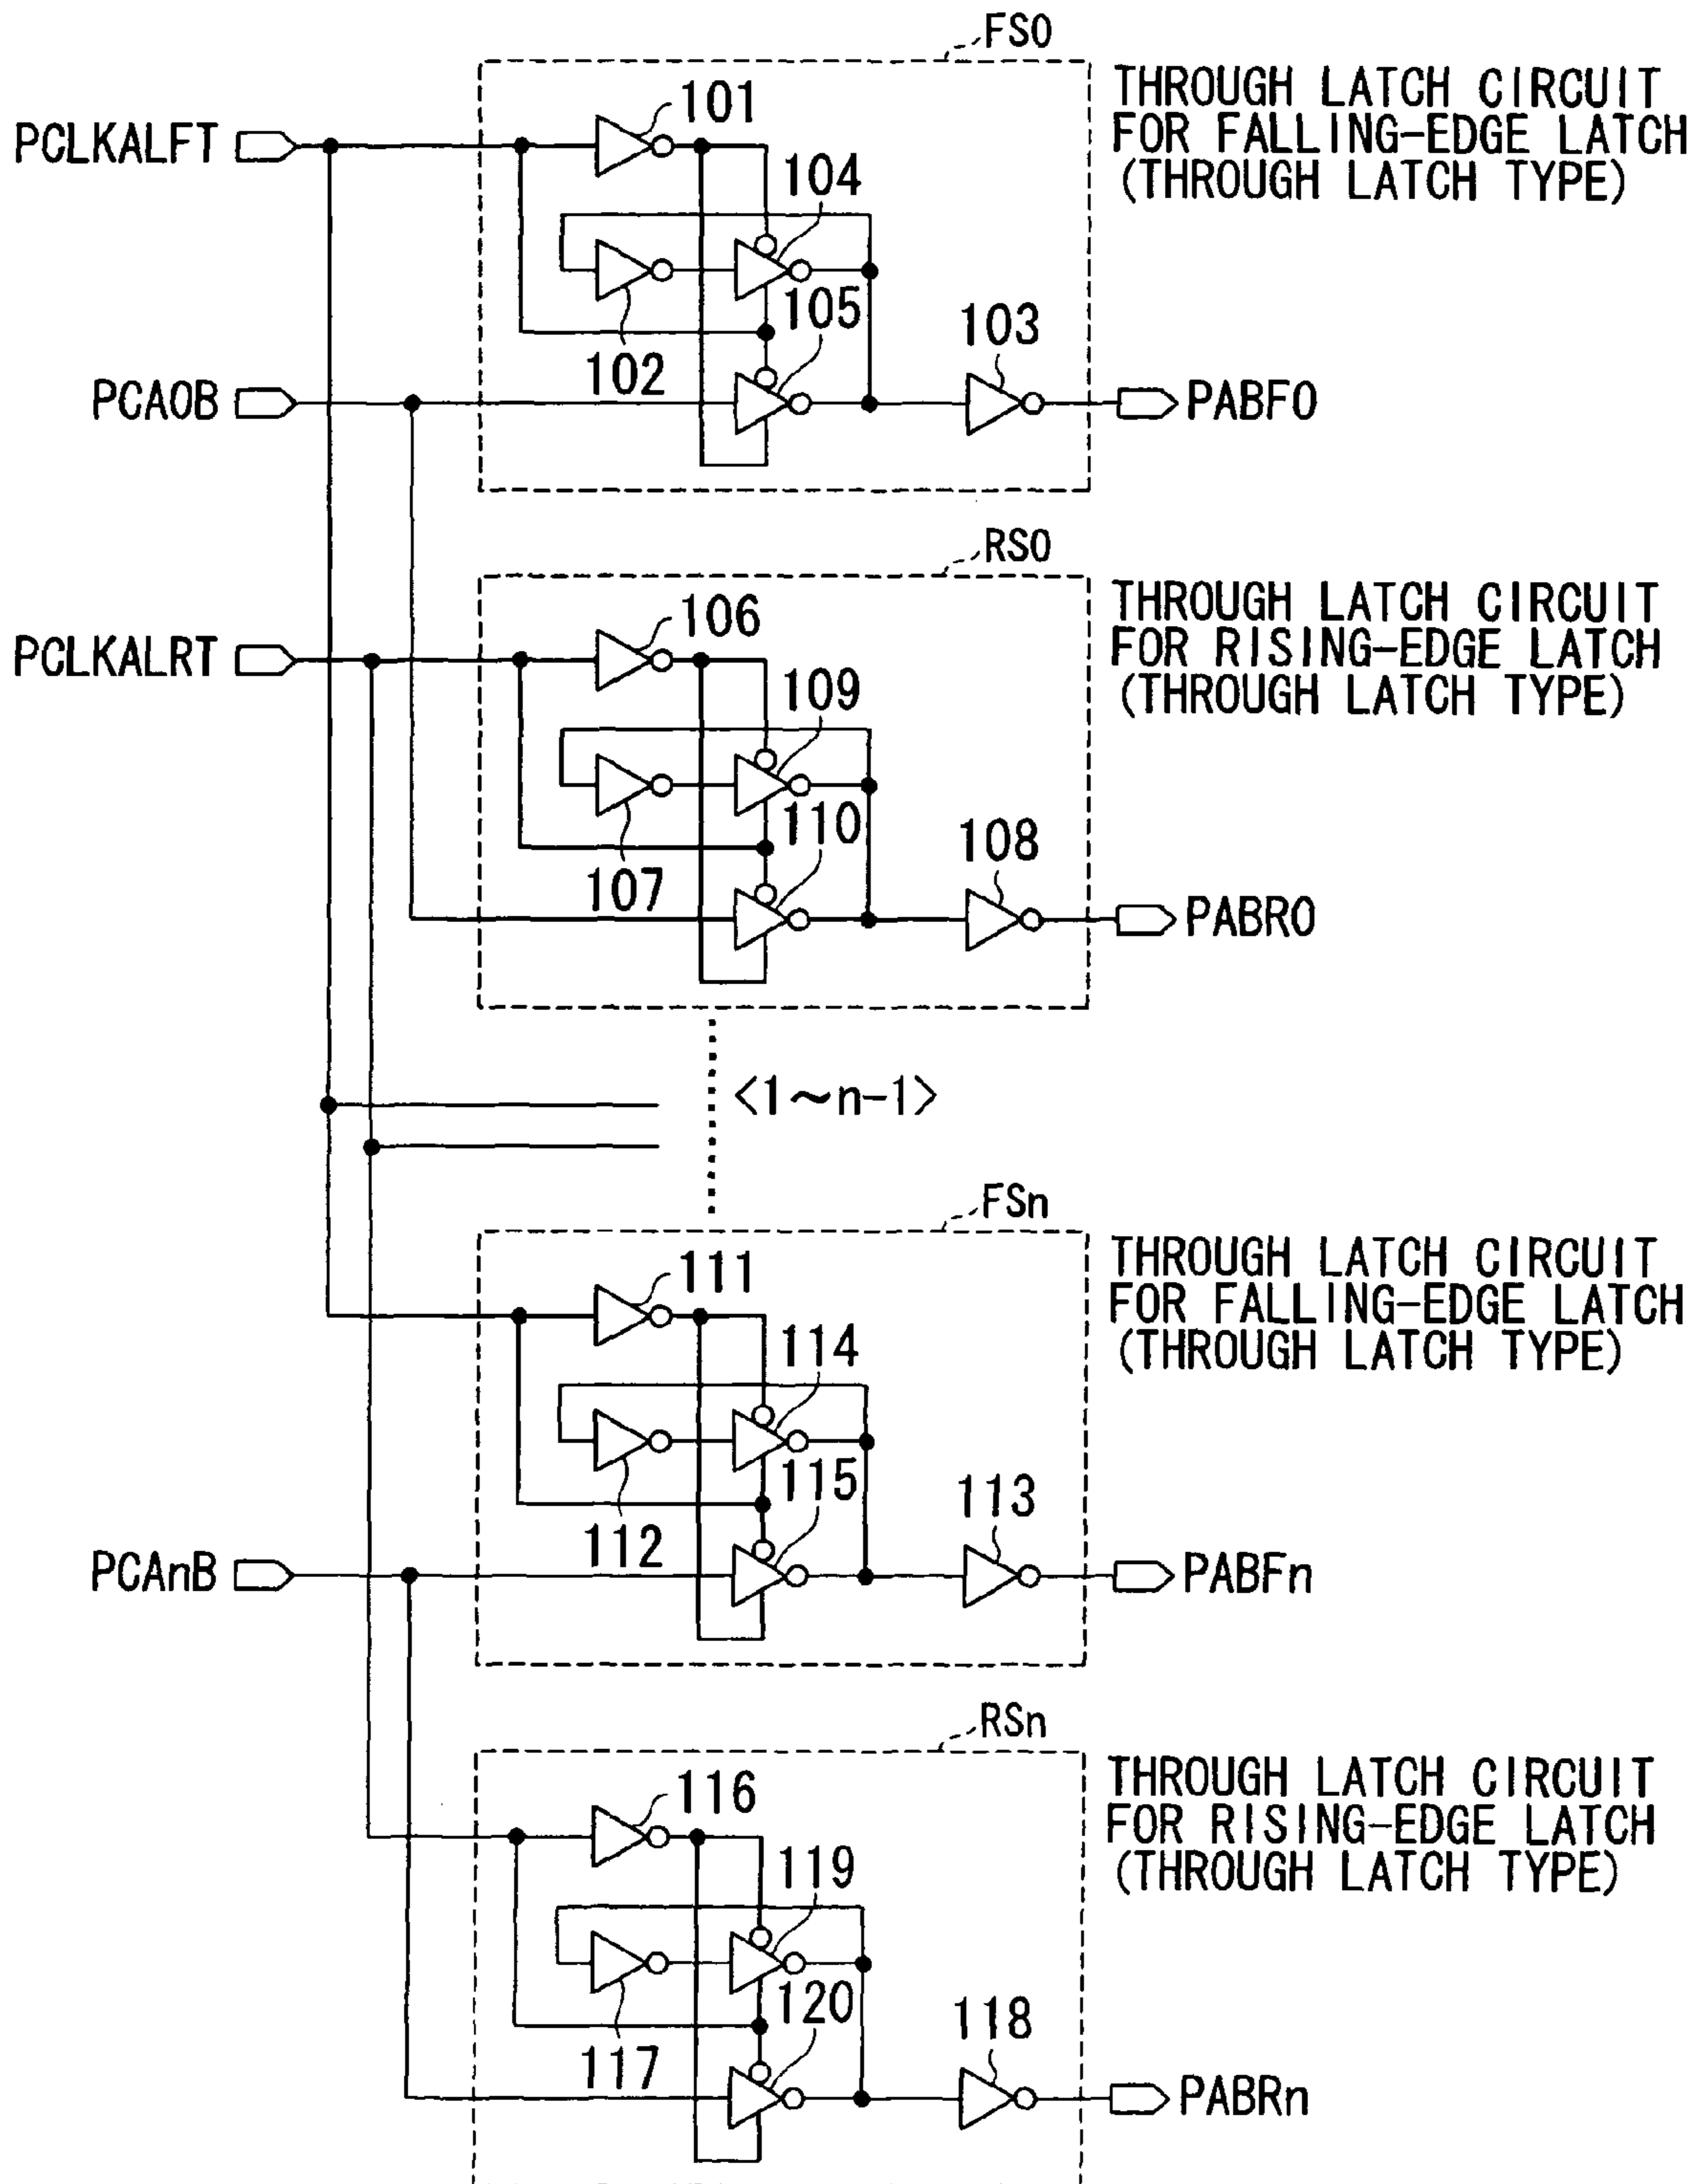 FS0
THROUGH LATCH CIRCUIT
FOR FALLING-EDGE LATCH
(THROUGH LATCH TYPE)
101
PCLKALFT
104
105
103
102
PCA0B
PABF0
RS0
THROUGH LATCH CIRCUIT
FOR RISING-EDGE LATCH
(THROUGH LATCH TYPE)
106
PCLKALRT
109
110
108
107
PABR0
<1~n-1>
FSn
THROUGH LATCH CIRCUIT
FOR FALLING-EDGE LATCH
(THROUGH LATCH TYPE)
111
114
115
113
112
PCAnB
PABFn
RSn
THROUGH LATCH CIRCUIT
FOR RISING-EDGE LATCH
(THROUGH LATCH TYPE)
116
119
120
118
117
PABRn